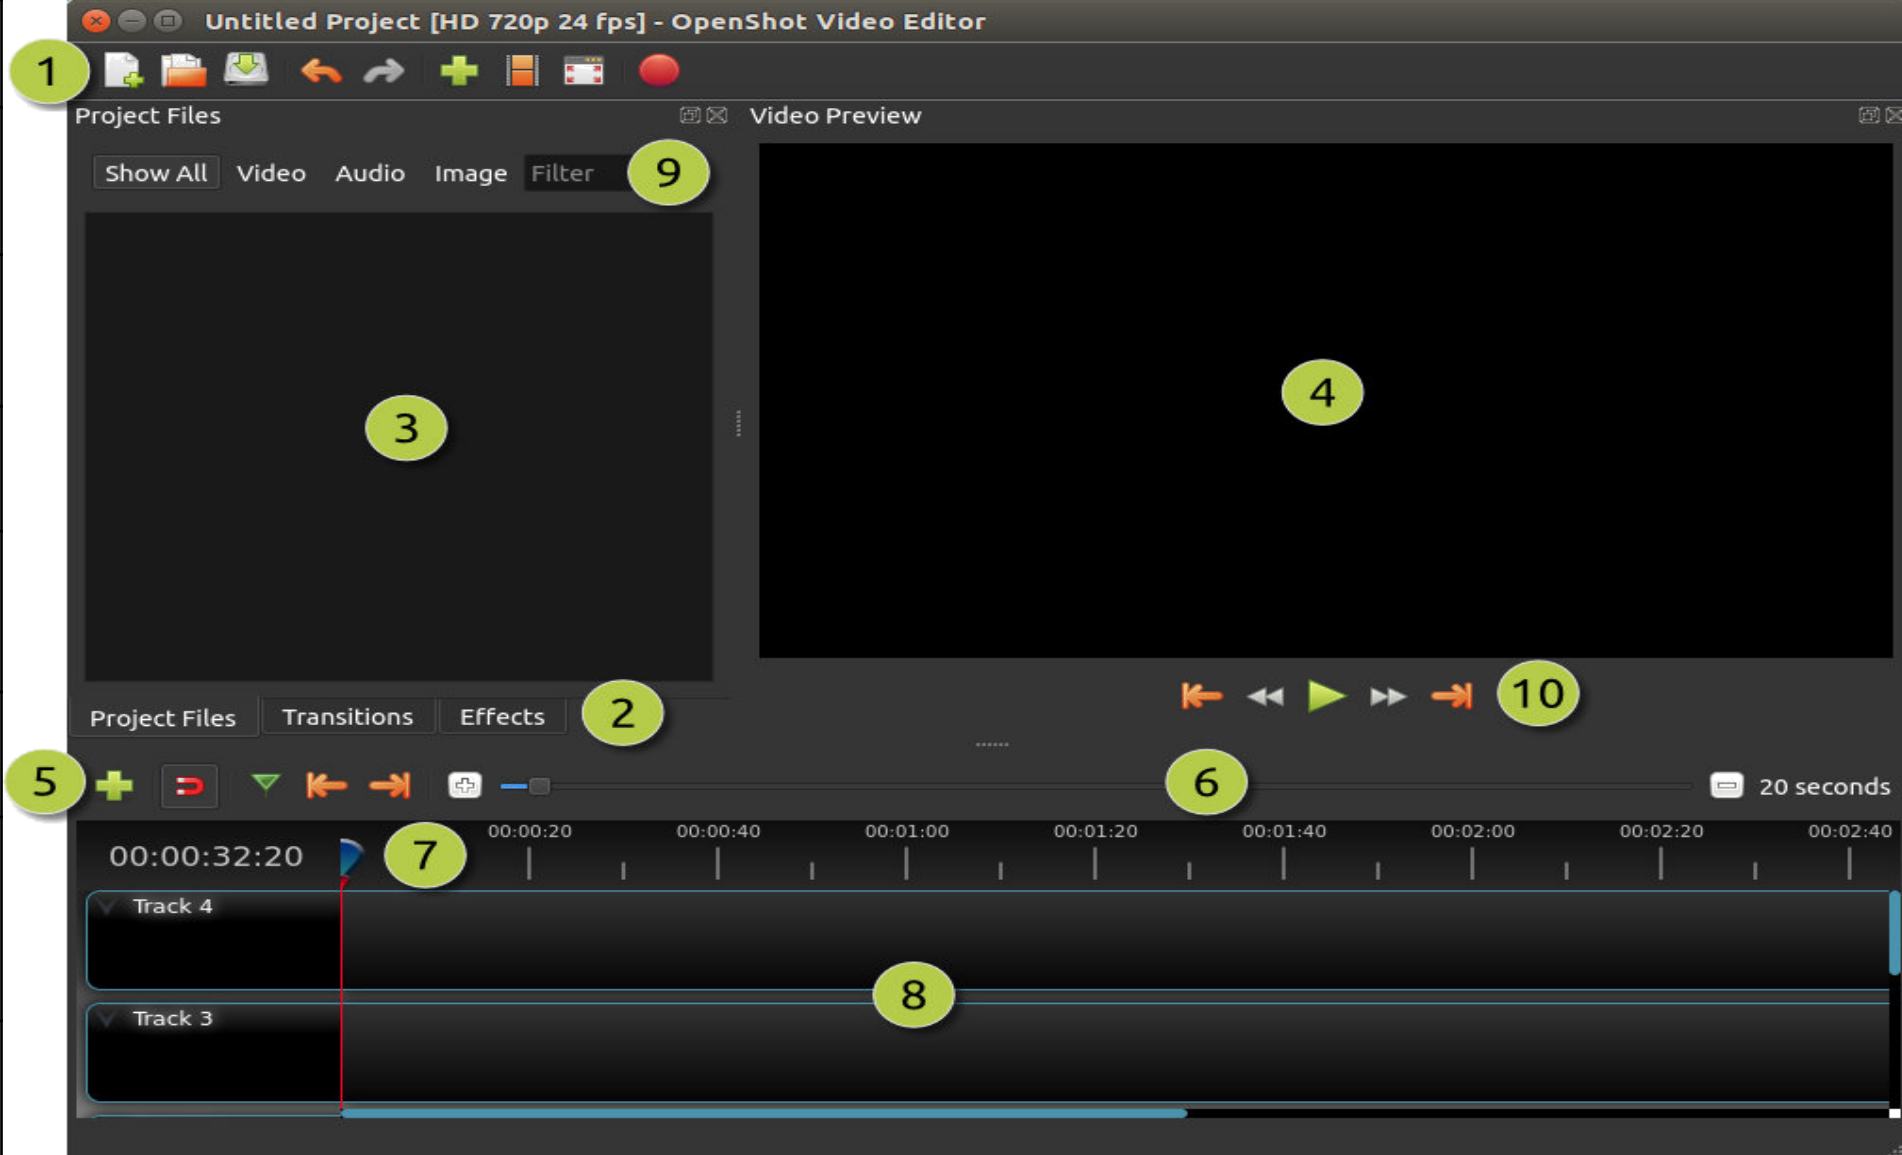 Untitled Project [HD 720p 24 fps] - OpenShot Video Editor
1
Project Files
Video Preview
Show All Video Audio Image Filter 9
3
4
Project Files Transitions Effects 2
10
5
6
20 seconds
00:00:32:20
7
00:00:20 00:00:40 00:01:00 00:01:20 00:01:40 00:02:00 00:02:20 00:02:40
Track 4
8
Track 3